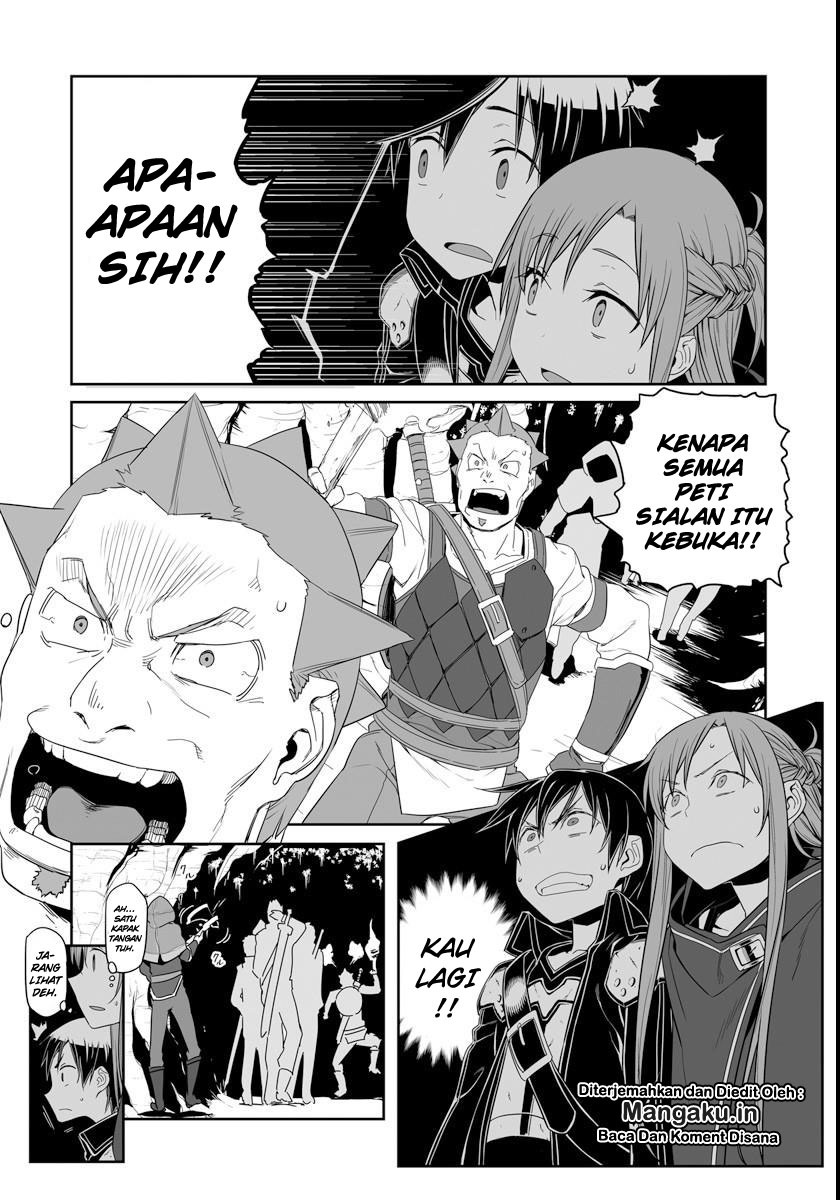 APA-
APAAN
SIH!!
KENAPA
SEMUA
PETI
SIALAN ITU
KEBUKA!!
KAU
LAGI
!!
AH...
SATU
KAPAK
TANGAN
TUH.
JA-
RANG
LIHAT
DEH.
Diterjemahkan dan Diedit Oleh :
Mangaku.in
Baca Dan Koment Disana